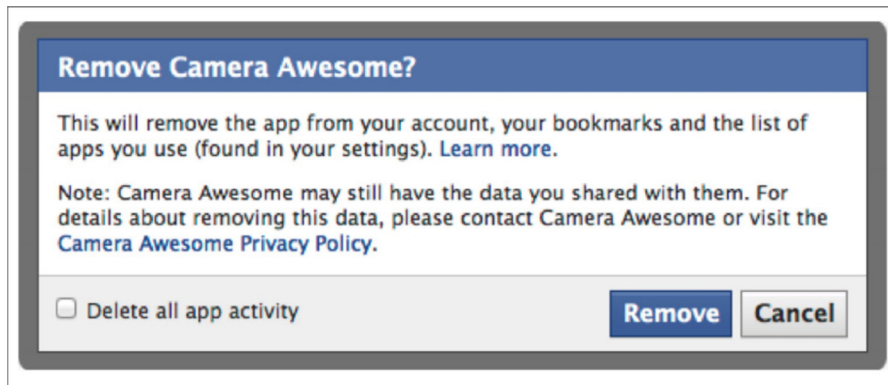 Remove Camera Awesome?
This will remove the app from your account, your bookmarks and the list of
apps you use (found in your settings). Learn more.
Note: Camera Awesome may still have the data you shared with them. For
details about removing this data, please contact Camera Awesome or visit the
Camera Awesome Privacy Policy.
Delete all app activity
Remove
Cancel